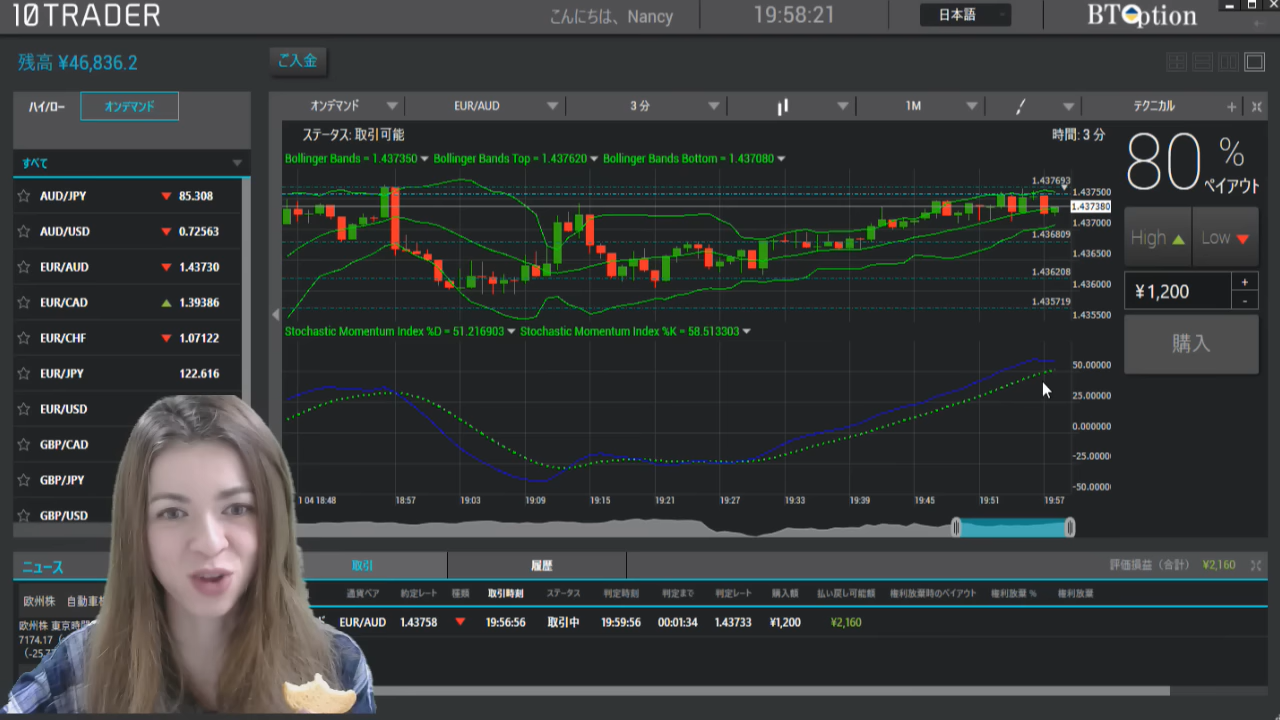 10TRADER
こんにちは、Nancy
19:58:21
日本語
BTOption
残高 ¥46,836.2
ご入金
ハイ/ロー
オンデマンド
すべて
AUD/JPY 85.308
AUD/USD 0.72563
EUR/AUD 1.43730
EUR/CAD 1.39386
EUR/CHF 1.07122
EUR/JPY 122.616
EUR/USD
GBP/CAD
GBP/JPY
GBP/USD
オンデマンド EUR/AUD 3 分 1M テクニカル
ステータス: 取引可能
時間: 3 分
Bollinger Bands = 1.437350 Bollinger Bands Top = 1.437620 Bollinger Bands Bottom = 1.437080
1.437693
1.437500
1.437380
1.437000
1.436809
1.436500
1.436208
1.436000
1.435719
1.435500
Stochastic Momentum Index %D = 51.216903 Stochastic Momentum Index %K = 58.513303
50.00000
25.00000
0.000000
-25.00000
-50.0000
1 04 18:48 18:57 19:03 19:09 19:15 19:21 19:27 19:33 19:39 19:45 19:51 19:57
80 % ペイアウト
High Low
¥1,200 + -
購入
ニュース
欧州株 自動車
欧州株 東京時間
7174.17
(-25.7
取引 履歴
評価損益（合計） ¥2,160
通貨ペア 約定レート 種類 取引時刻 ステータス 判定時刻 判定まで 判定レート 購入額 払い戻し可能額 権利放棄時のペイアウト 権利放棄 % 権利放棄
EUR/AUD 1.43758 19:56:56 取引中 19:59:56 00:01:34 1.43733 ¥1,200 ¥2,160